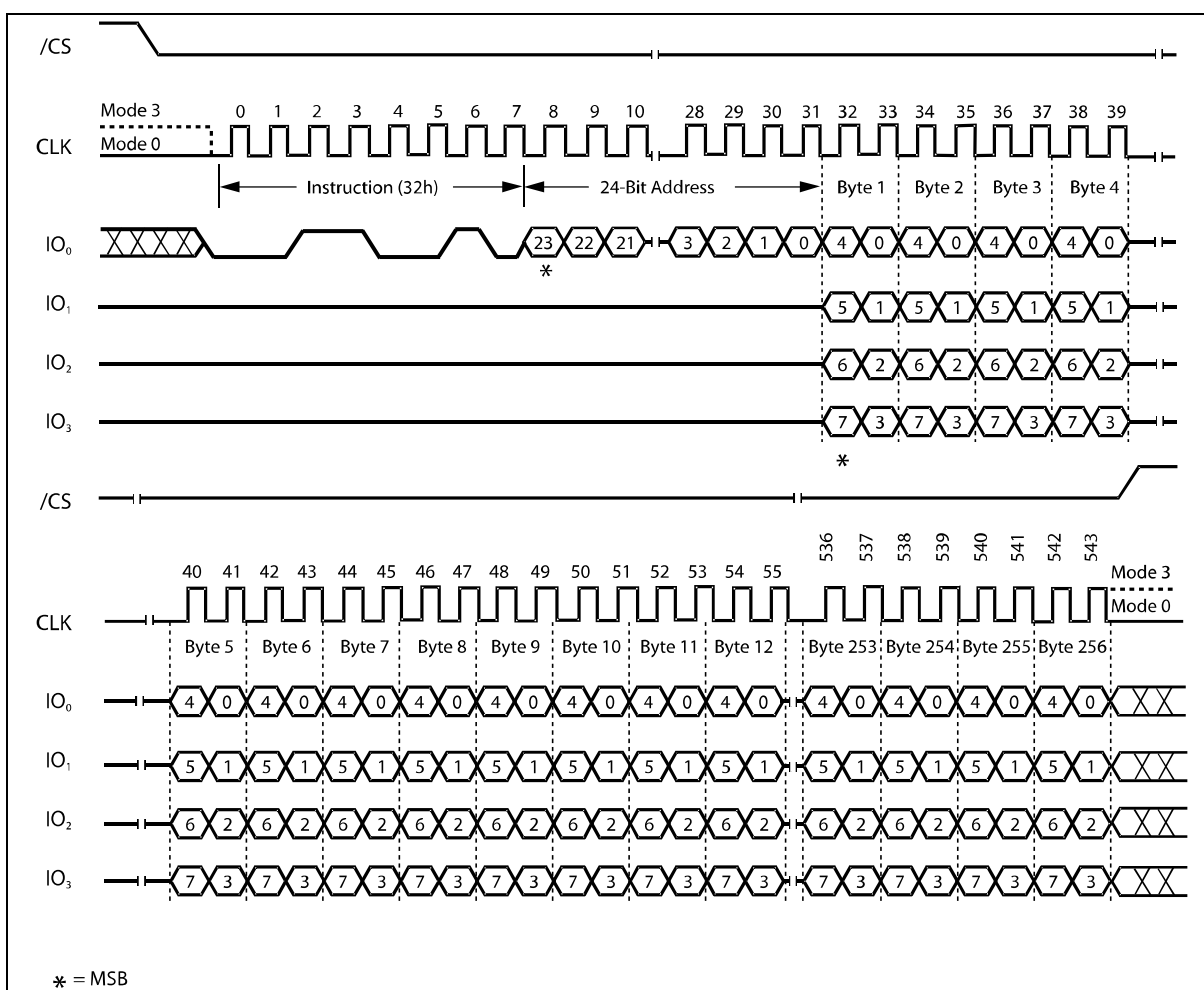 /CS
0 1 2 3 4 5 6 7 8 9 10 28 29 30 31 32 33 34 35 36 37 38 39
Mode 3
CLK
Mode 0
Instruction (32h) 24-Bit Address Byte 1 Byte 2 Byte 3 Byte 4
IO₀ 23 22 21 3 2 1 0 4 0 4 0 4 0 4 0
*
IO₁ 5 1 5 1 5 1 5 1
IO₂ 6 2 6 2 6 2 6 2
IO₃ 7 3 7 3 7 3 7 3
*
/CS
40 41 42 43 44 45 46 47 48 49 50 51 52 53 54 55 536 537 538 539 540 541 542 543
Mode 3
CLK Mode 0
Byte 5 Byte 6 Byte 7 Byte 8 Byte 9 Byte 10 Byte 11 Byte 12 Byte 253 Byte 254 Byte 255 Byte 256
IO₀ 4 0 4 0 4 0 4 0 4 0 4 0 4 0 4 0 4 0 4 0 4 0 4 0
IO₁ 5 1 5 1 5 1 5 1 5 1 5 1 5 1 5 1 5 1 5 1 5 1 5 1
IO₂ 6 2 6 2 6 2 6 2 6 2 6 2 6 2 6 2 6 2 6 2 6 2 6 2
IO₃ 7 3 7 3 7 3 7 3 7 3 7 3 7 3 7 3 7 3 7 3 7 3 7 3
* = MSB